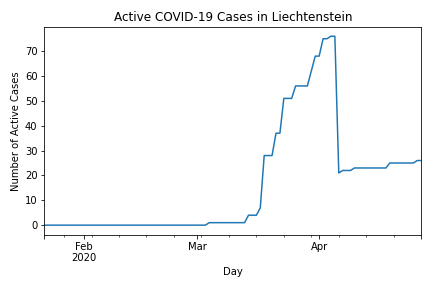 Active COVID-19 Cases in Liechtenstein
Number of Active Cases
70
60
50
40
30
20
10
0
Feb
2020
Mar
Apr
Day